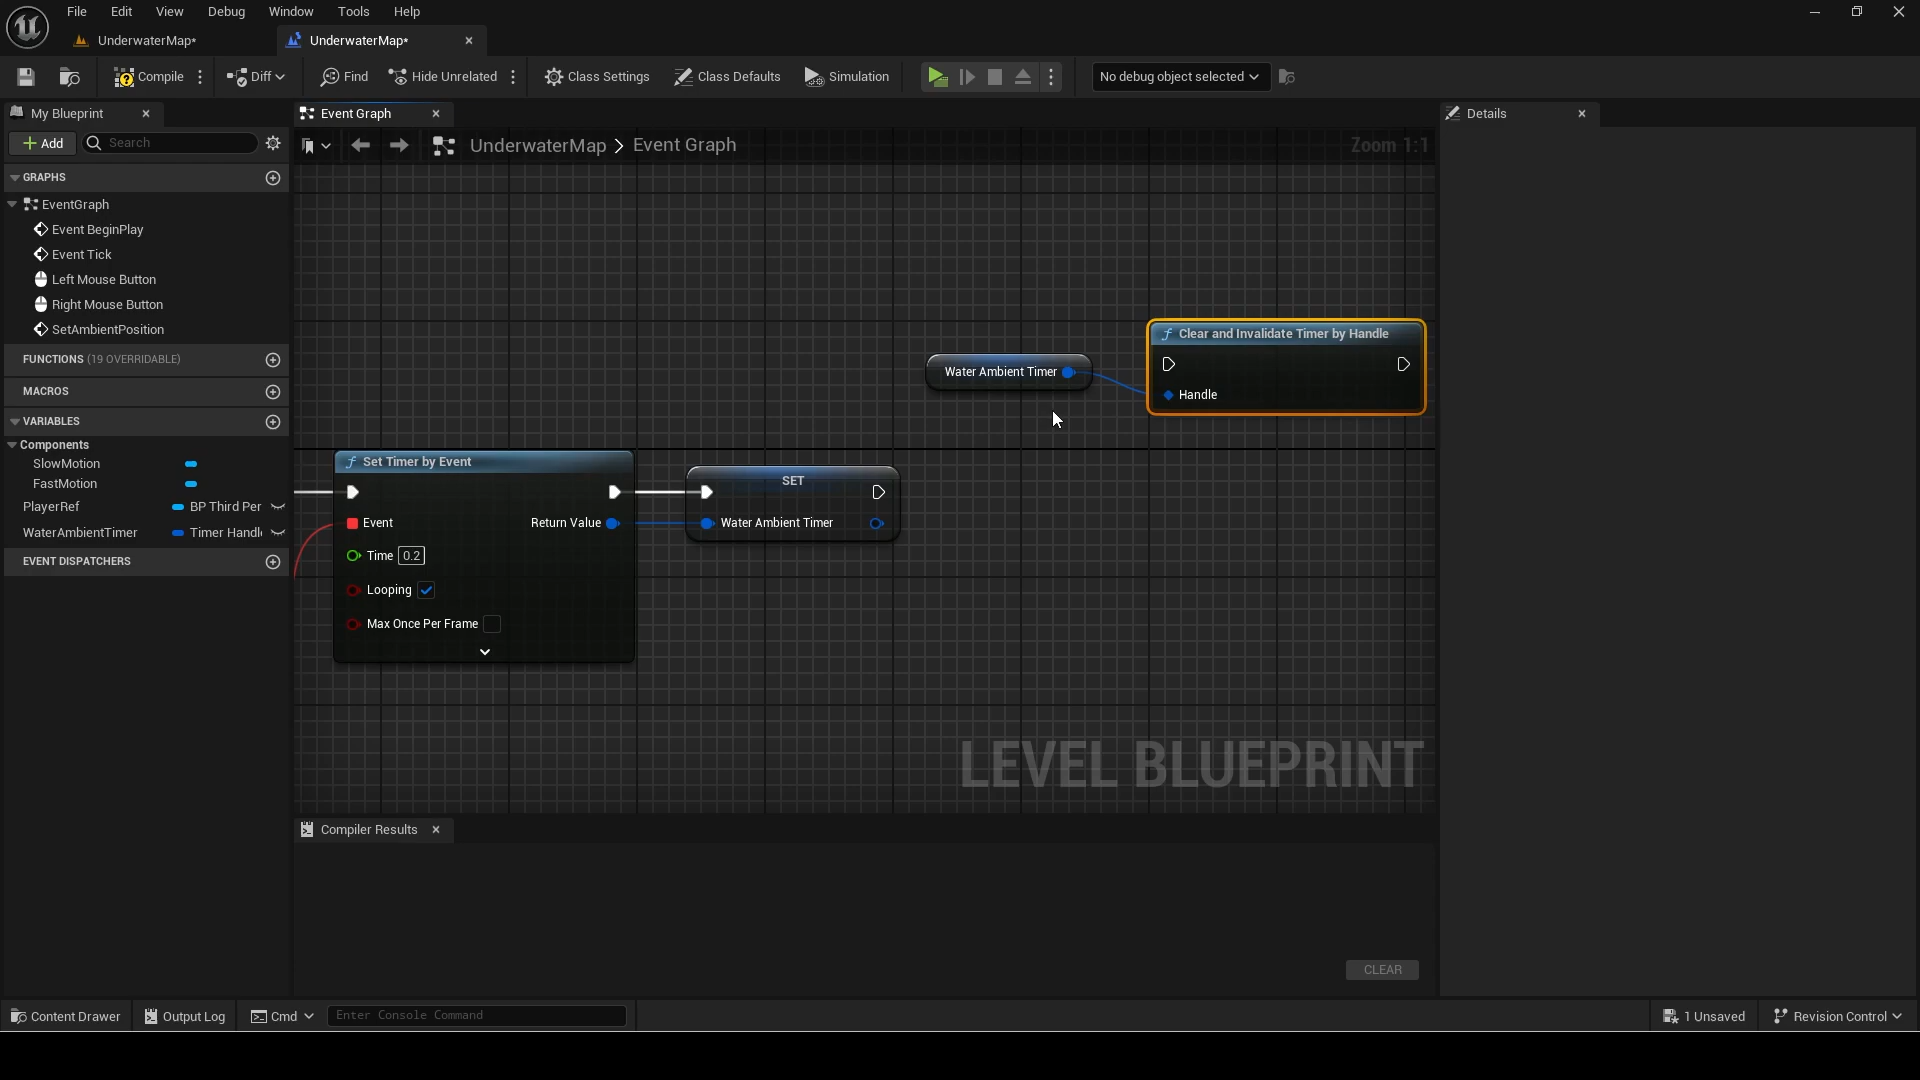 File Edit View Debug Window Tools Help
UnderwaterMap* UnderwaterMap*
Compile Diff Find Hide Unrelated Class Settings Class Defaults Simulation No debug object selected
My Blueprint Event Graph Details
Add Search UnderwaterMap > Event Graph Zoom 1:1
GRAPHS
EventGraph
Event BeginPlay
Event Tick
Left Mouse Button
Right Mouse Button
SetAmbientPosition
FUNCTIONS (19 OVERRIDABLE)
MACROS
VARIABLES
Components
SlowMotion
FastMotion
PlayerRef BP Third Per
WaterAmbientTimer Timer Handl
EVENT DISPATCHERS
Clear and Invalidate Timer by Handle
Water Ambient Timer
Handle
Set Timer by Event
SET
Event Return Value Water Ambient Timer
Time 0.2
Looping
Max Once Per Frame
LEVEL BLUEPRINT
Compiler Results
CLEAR
Content Drawer Output Log Cmd Enter Console Command 1 Unsaved Revision Control